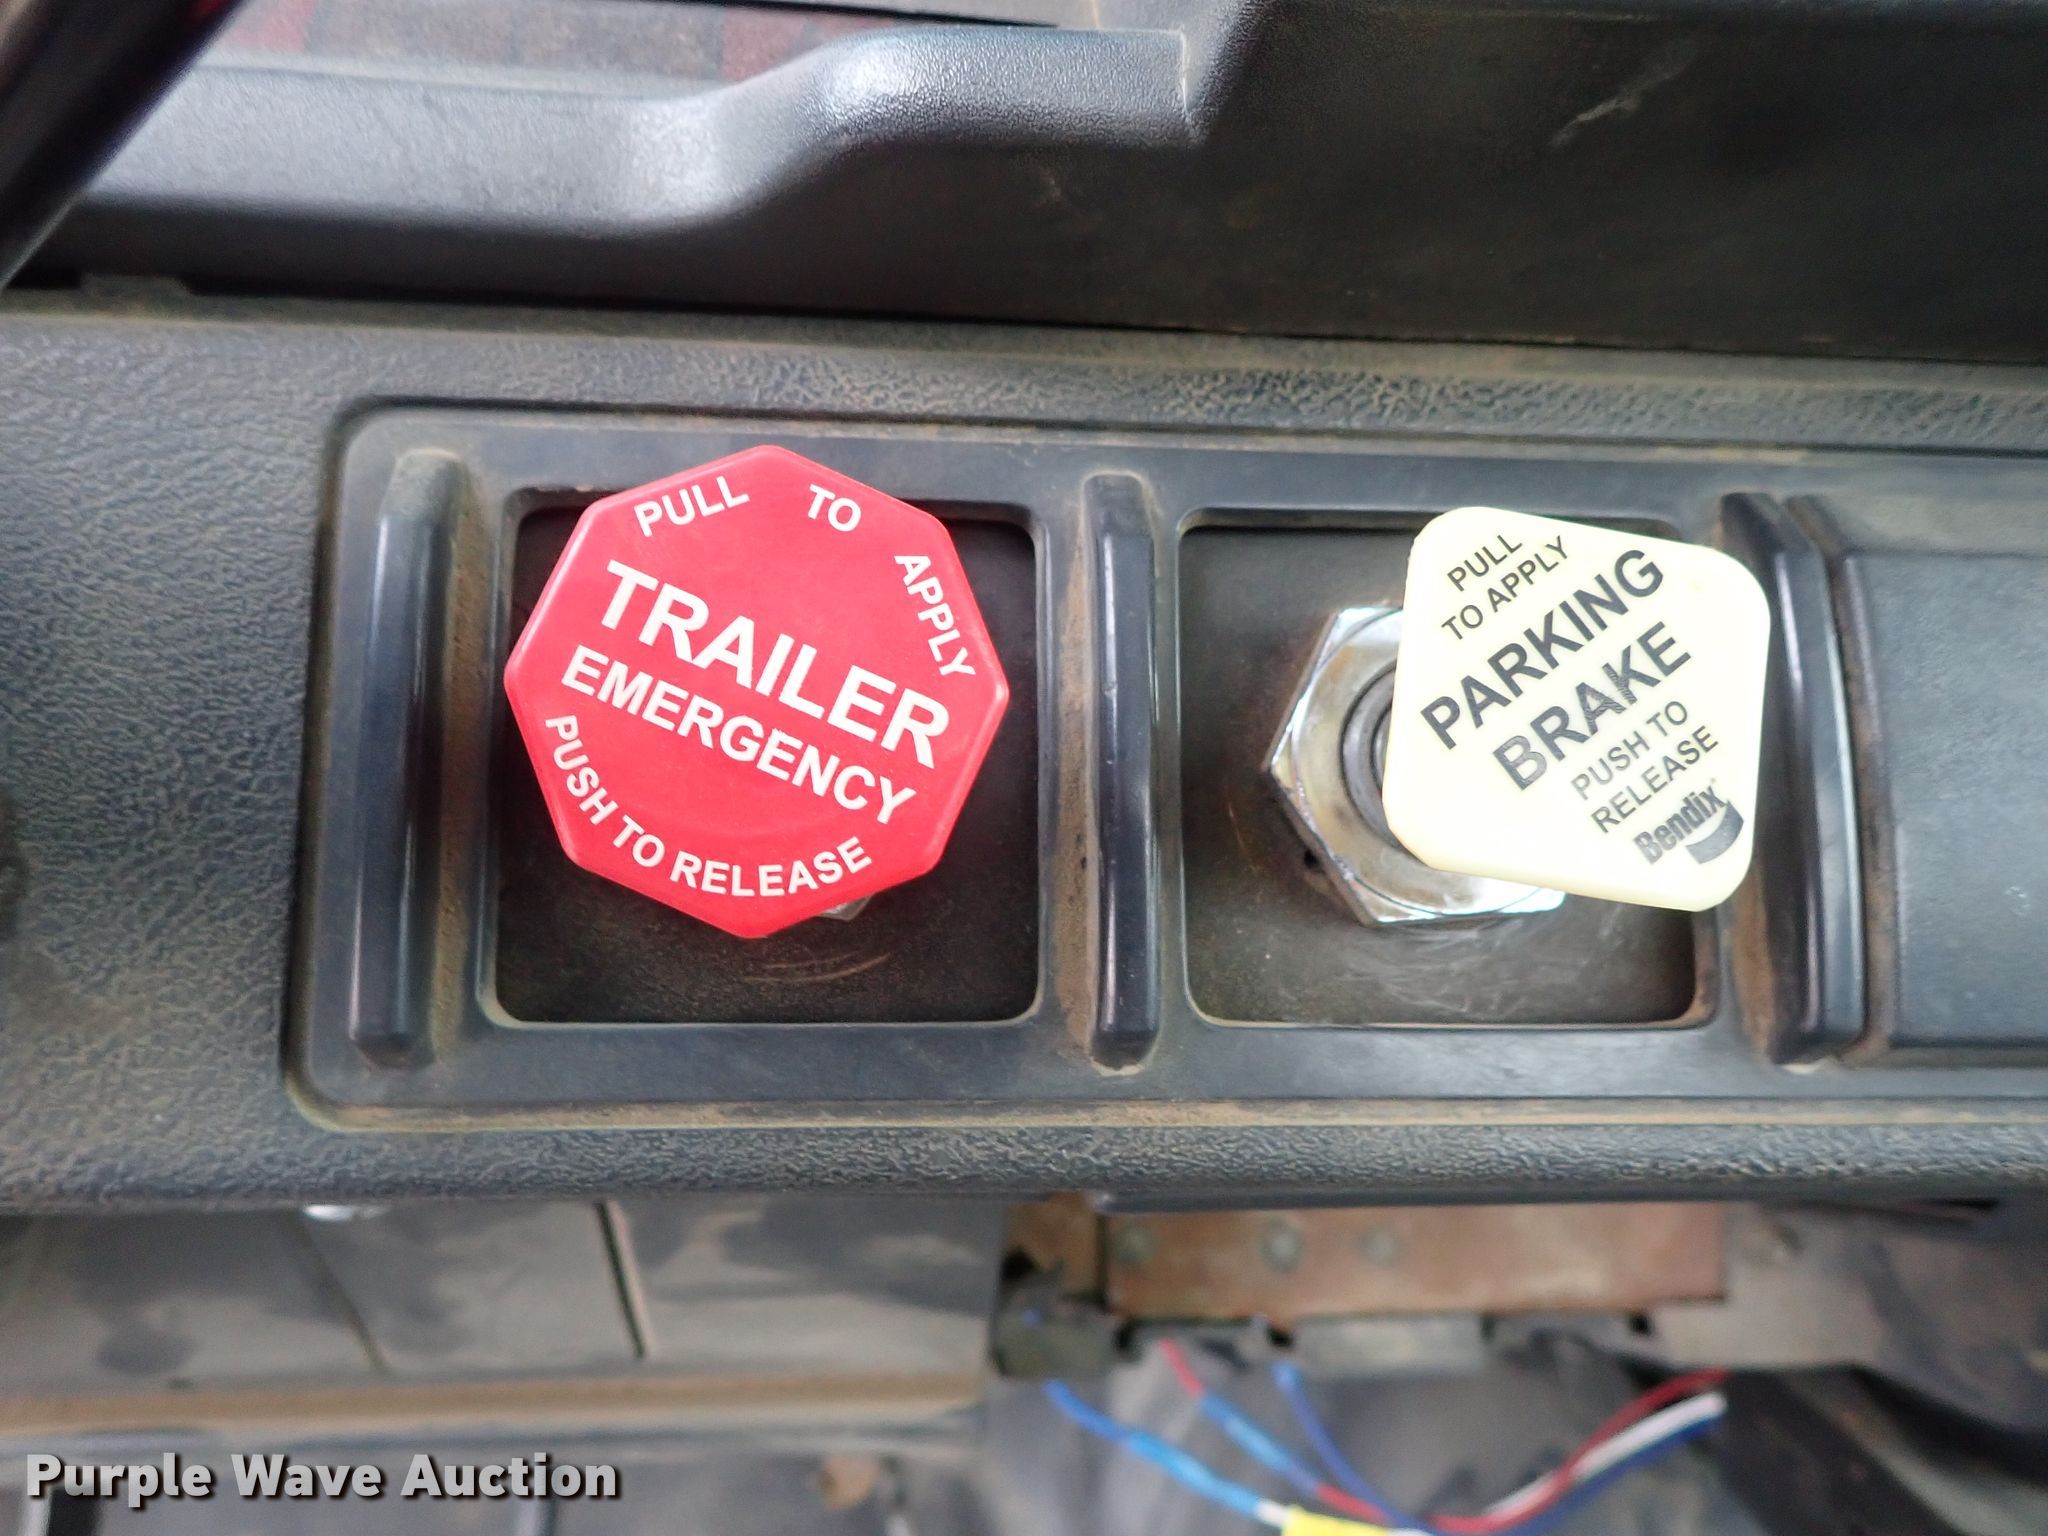 PULL TO APPLY
TRAILER
EMERGENCY
PUSH TO RELEASE
PULL
TO APPLY
PARKING
BRAKE
PUSH TO
RELEASE
Bendix
Purple Wave Auction